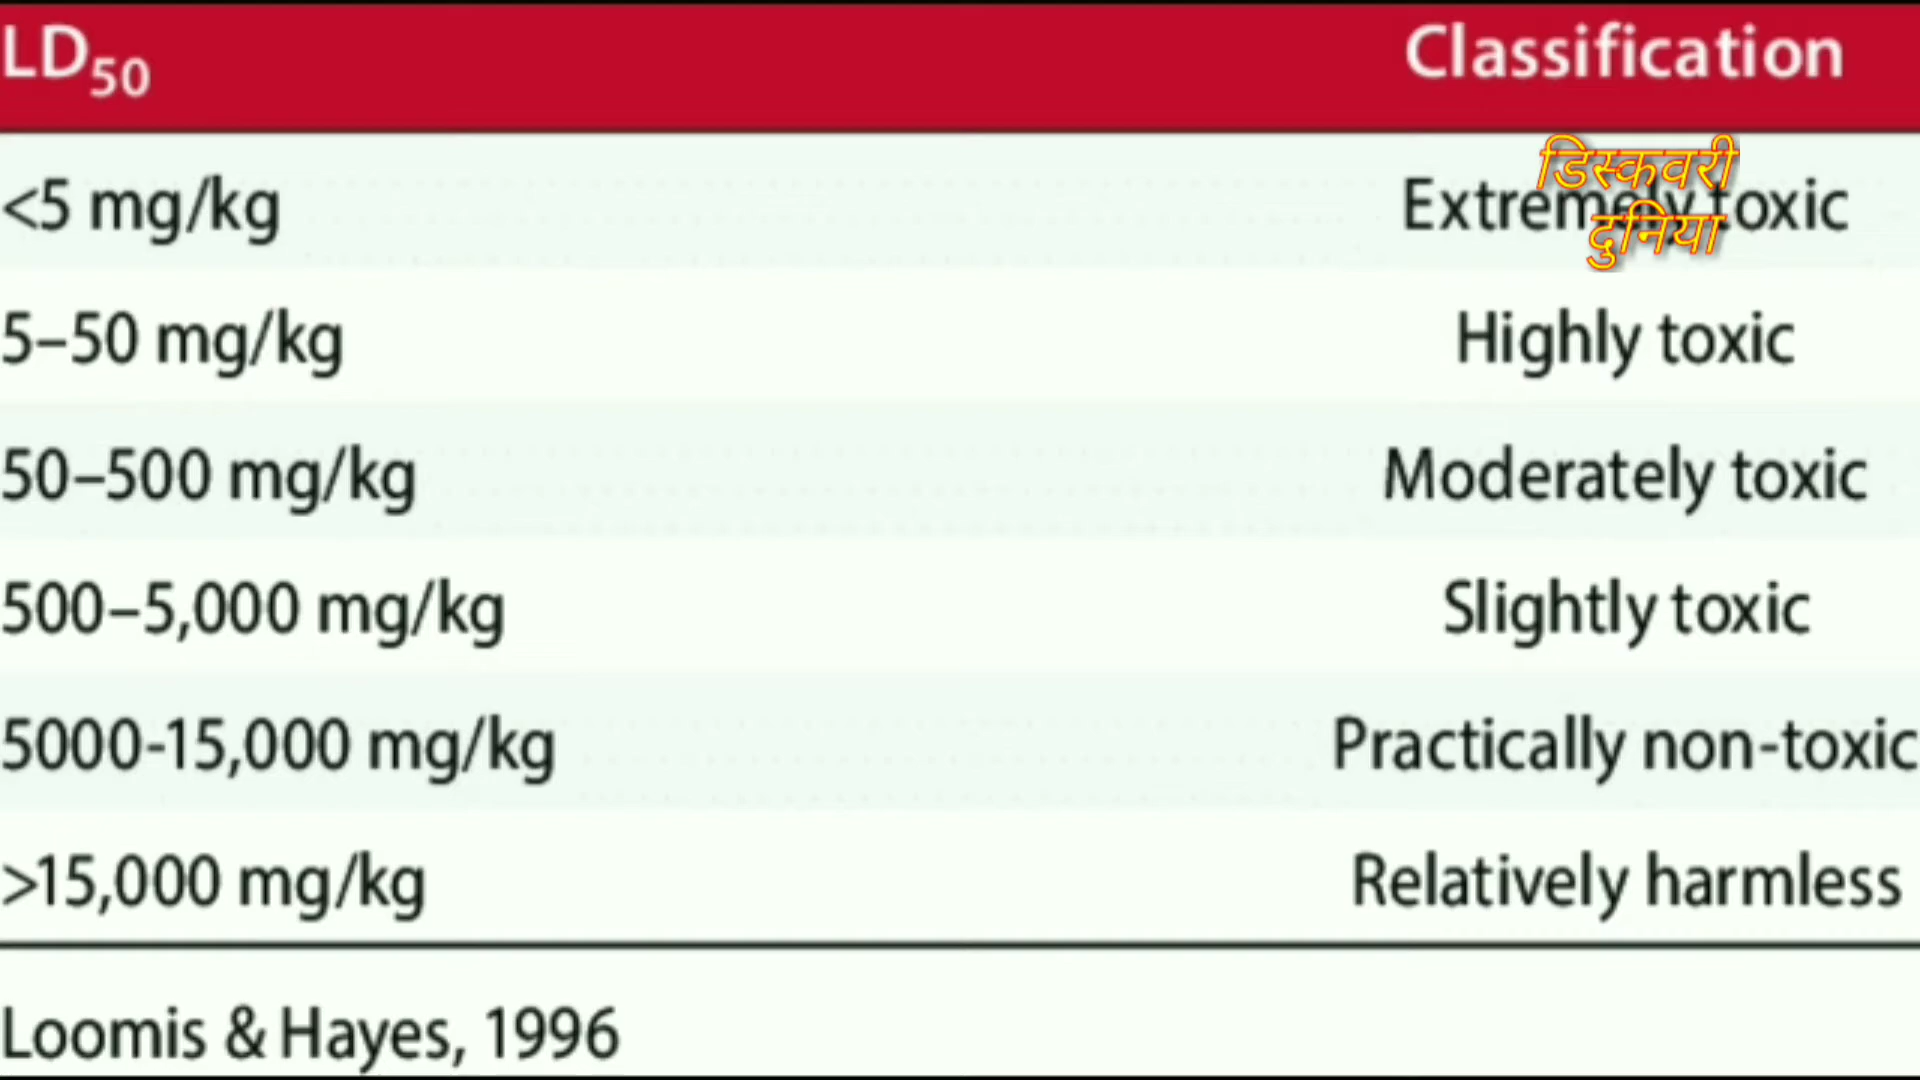 LD50 Classification
<5 mg/kg Extremely toxic
डिस्कवरी
दुनिया
5–50 mg/kg Highly toxic
50–500 mg/kg Moderately toxic
500–5,000 mg/kg Slightly toxic
5000-15,000 mg/kg Practically non-toxic
>15,000 mg/kg Relatively harmless
Loomis & Hayes, 1996